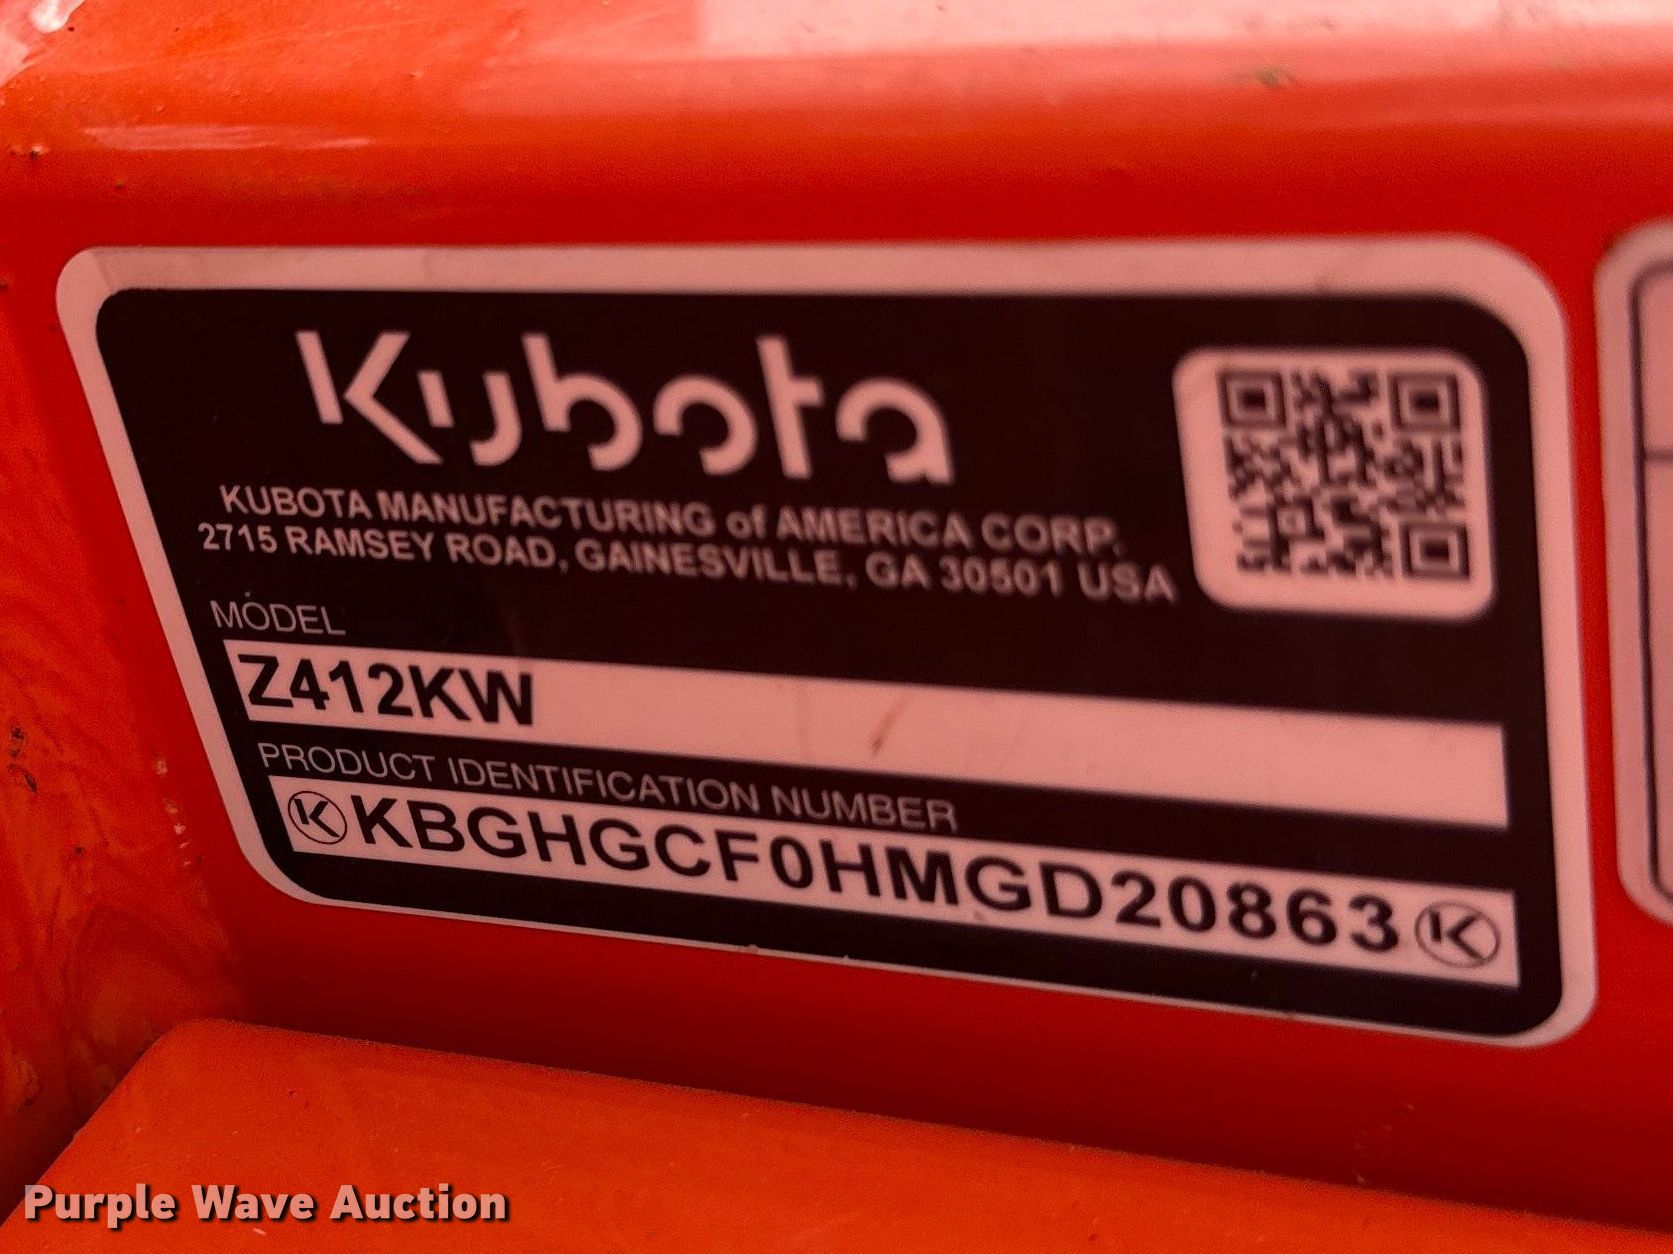 Kubota
KUBOTA MANUFACTURING of AMERICA CORP.
2715 RAMSEY ROAD, GAINESVILLE, GA 30501 USA
MODEL
Z412KW
PRODUCT IDENTIFICATION NUMBER
KBGHGCF0HMGD20863
Purple Wave Auction